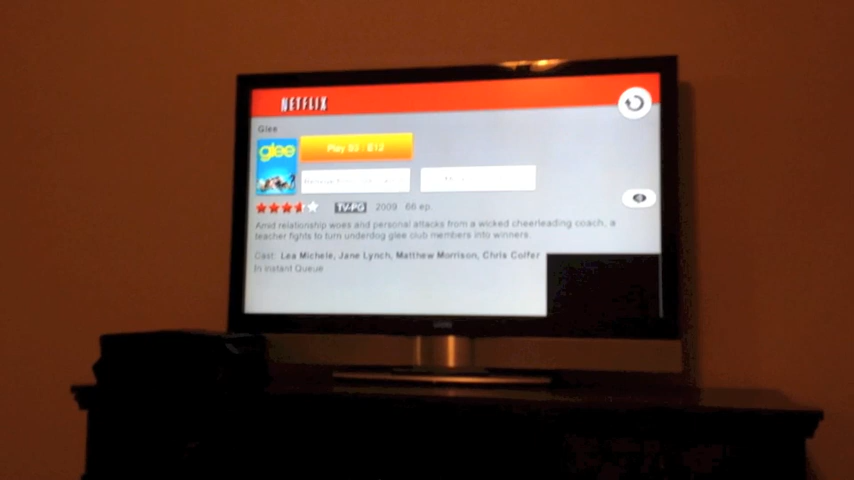 NETFLIX
Glee
glee
Play S3 : E12
TV-PG 2009 66 ep.
Amid relationship woes and personal attacks from a wicked cheerleading coach, a
teacher fights to turn underdog glee club members into winners.
Cast: Lea Michele, Jane Lynch, Matthew Morrison, Chris Colfer
In Instant Queue